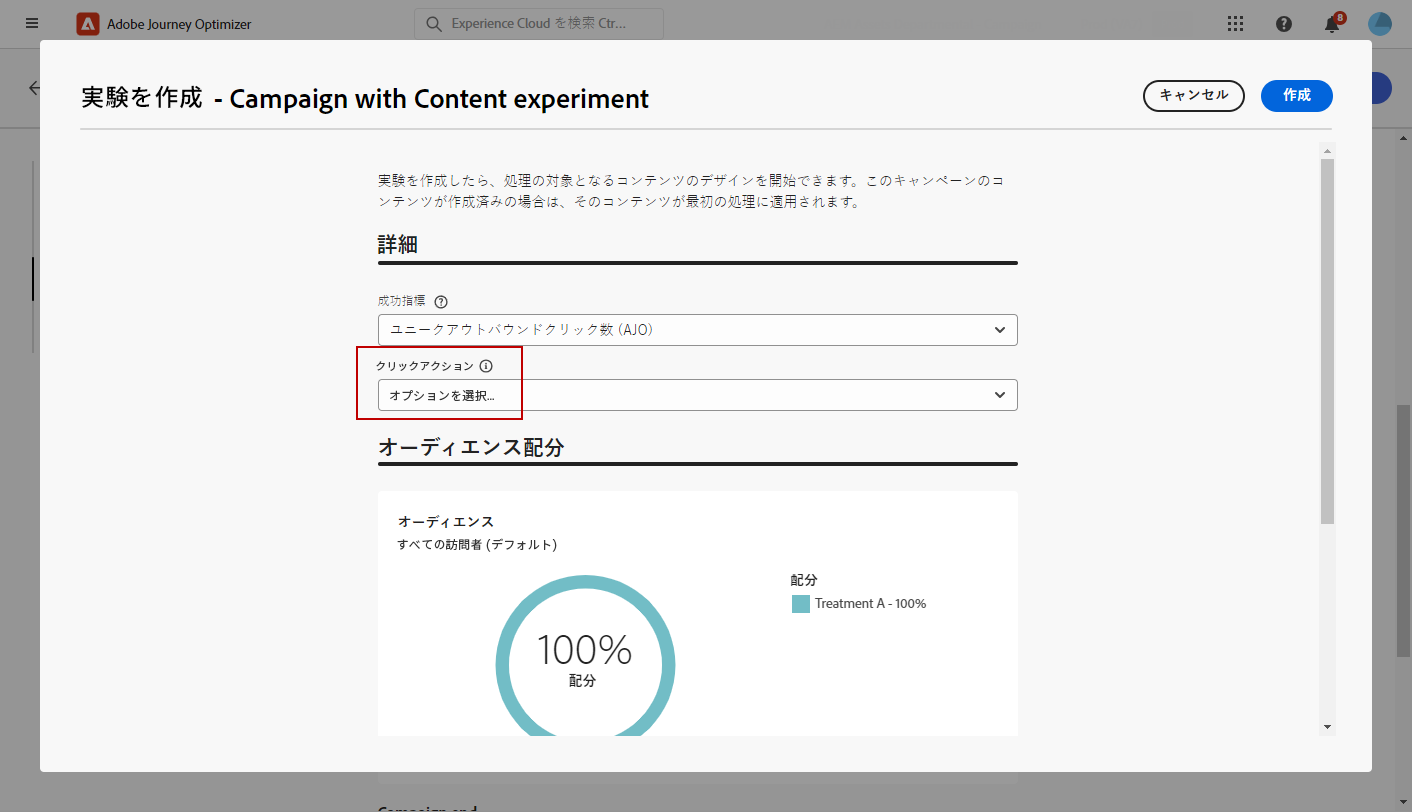 Adobe Journey Optimizer
Experience Cloud を検索 Ctr...
8
実験を作成 - Campaign with Content experiment
キャンセル
作成
実験を作成したら、処理の対象となるコンテンツのデザインを開始できます。このキャンペーンのコ
ンテンツが作成済みの場合は、そのコンテンツが最初の処理に適用されます。
詳細
成功指標
ユニークアウトバウンドクリック数 (AJO)
クリックアクション
オプションを選択...
オーディエンス配分
オーディエンス
すべての訪問者 (デフォルト)
配分
Treatment A - 100%
100%
配分
Campaign end